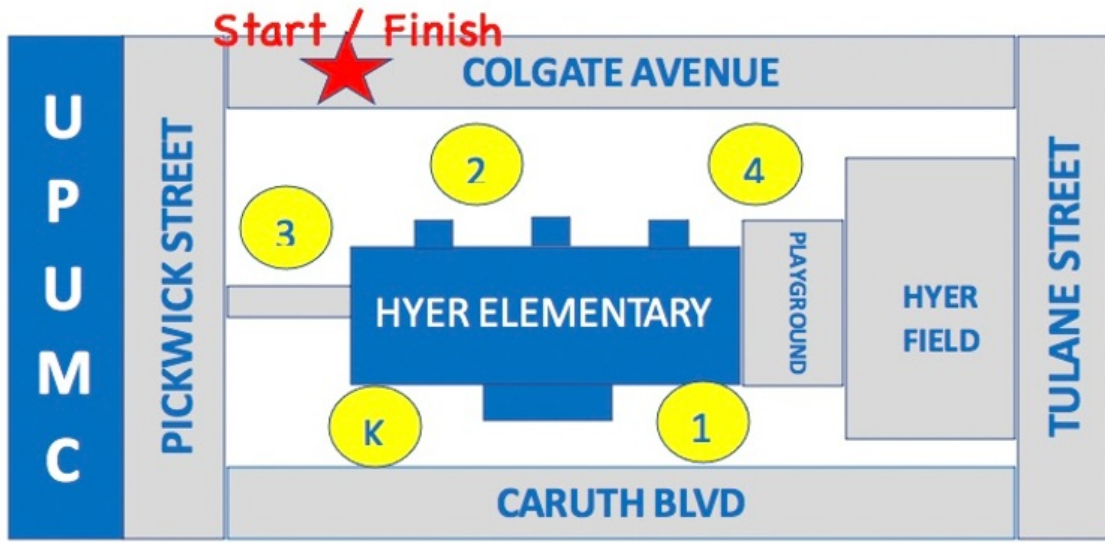 Start / Finish
COLGATE AVENUE
UPUMC
PICKWICK STREET
2
4
3
HYER ELEMENTARY
PLAYGROUND
HYER
FIELD
TULANE STREET
K
1
CARUTH BLVD